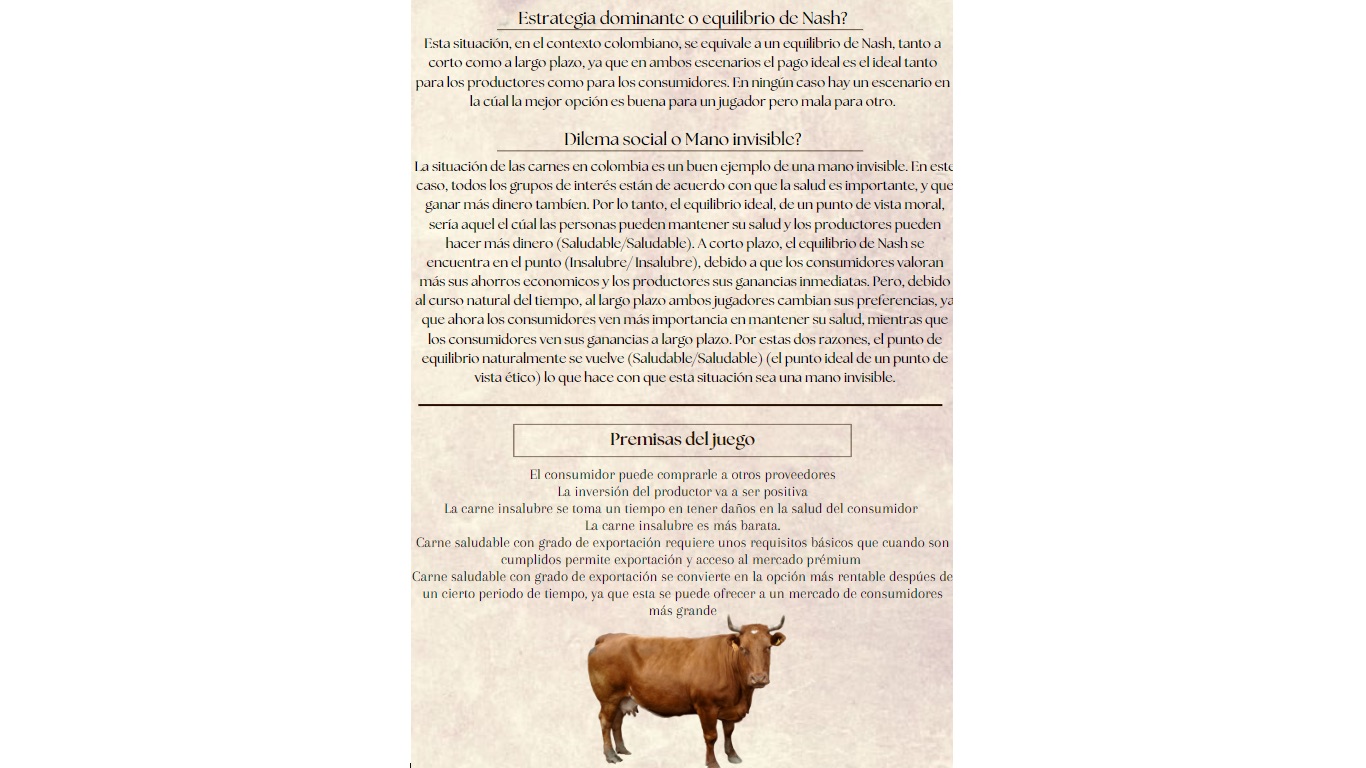 Estrategia dominante o equilibrio de Nash?
Esta situación, en el contexto colombiano, se equivale a un equilibrio de Nash, tanto a
corto como a largo plazo, ya que en ambos escenarios el pago ideal es el ideal tanto
para los productores como para los consumidores. En ningún caso hay un escenario en
la cúal la mejor opción es buena para un jugador pero mala para otro.
Dilema social o Mano invisible?
La situación de las carnes en colombia es un buen ejemplo de una mano invisible. En este
caso, todos los grupos de interés están de acuerdo con que la salud es importante, y que
ganar más dinero tambíen. Por lo tanto, el equilibrio ideal, de un punto de vista moral,
sería aquel el cúal las personas pueden mantener su salud y los productores pueden
hacer más dinero (Saludable/Saludable). A corto plazo, el equilibrio de Nash se
encuentra en el punto (Insalubre/ Insalubre), debido a que los consumidores valoran
más sus ahorros economicos y los productores sus ganancias inmediatas. Pero, debido
al curso natural del tiempo, al largo plazo ambos jugadores cambian sus preferencias, ya
que ahora los consumidores ven más importancia en mantener su salud, mientras que
los consumidores ven sus ganancias a largo plazo. Por estas dos razones, el punto de
equilibrio naturalmente se vuelve (Saludable/Saludable) (el punto ideal de un punto de
vista ético) lo que hace con que esta situación sea una mano invisible.
Premisas del juego
El consumidor puede comprarle a otros proveedores
La inversión del productor va a ser positiva
La carne insalubre se toma un tiempo en tener daños en la salud del consumidor
La carne insalubre es más barata.
Carne saludable con grado de exportación requiere unos requisitos básicos que cuando son
cumplidos permite exportación y acceso al mercado prémium
Carne saludable con grado de exportación se convierte en la opción más rentable despúes de
un cierto periodo de tiempo, ya que esta se puede ofrecer a un mercado de consumidores
más grande